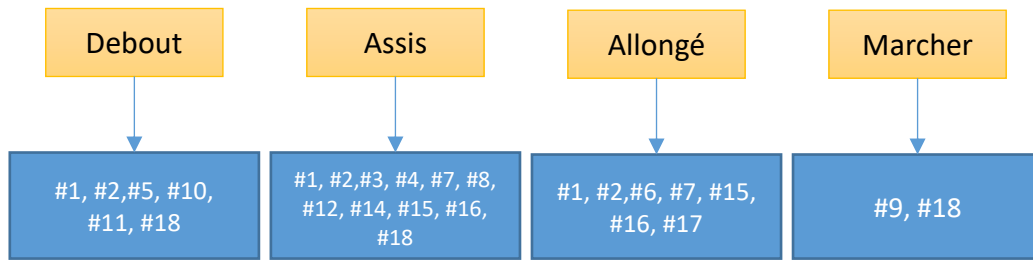 Debout
Assis
Allongé
Marcher
#1, #2,#5, #10,
#11, #18
#1, #2,#3, #4, #7, #8,
#12, #14, #15, #16,
#18
#1, #2,#6, #7, #15,
#16, #17
#9, #18